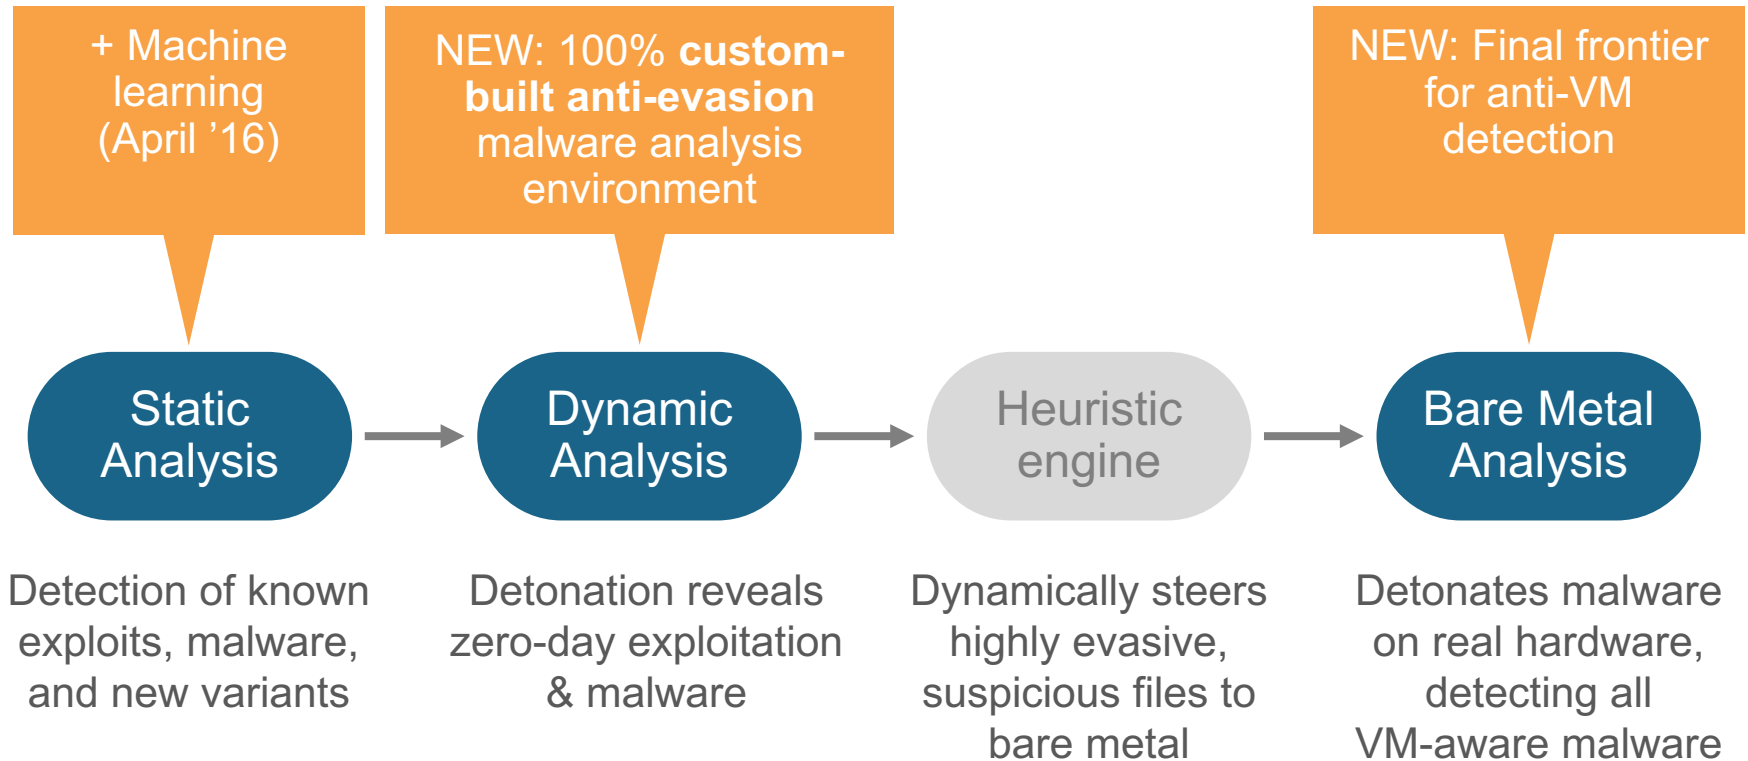 + Machine
learning
(April ’16)
NEW: 100% custom-
built anti-evasion
malware analysis
environment
NEW: Final frontier
for anti-VM
detection
Static
Analysis
Dynamic
Analysis
Heuristic
engine
Bare Metal
Analysis
Detection of known
exploits, malware,
and new variants
Detonation reveals
zero-day exploitation
& malware
Dynamically steers
highly evasive,
suspicious files to
bare metal
Detonates malware
on real hardware,
detecting all
VM-aware malware